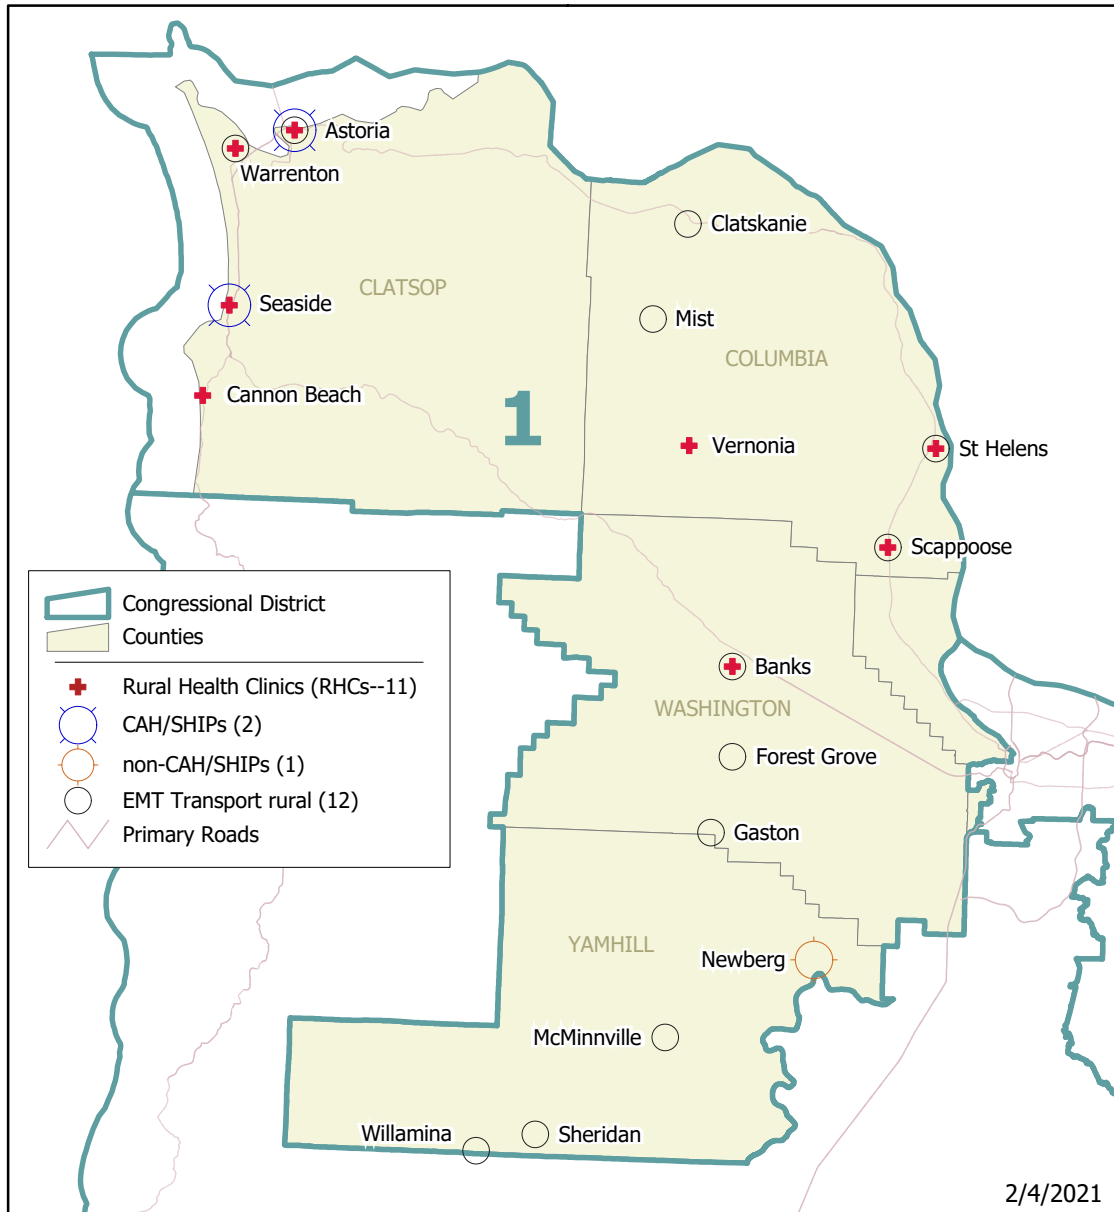 Astoria
Warrenton
Clatskanie
CLATSOP
Seaside
Mist
COLUMBIA
Cannon Beach
1
Vernonia
St Helens
Scappoose
Congressional District
Counties
Rural Health Clinics (RHCs--11)
CAH/SHIPs (2)
non-CAH/SHIPs (1)
EMT Transport rural (12)
Primary Roads
Banks
WASHINGTON
Forest Grove
Gaston
YAMHILL
Newberg
McMinnville
Willamina
Sheridan
2/4/2021